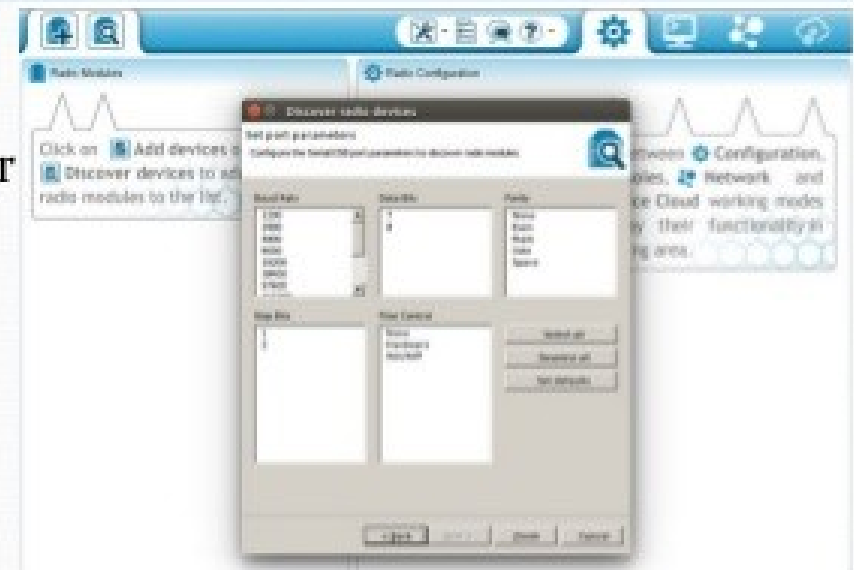 r
Radio Modules
Radio Configuration
Click on Add devices o
Discover devices to ad
radio modules to the list.
etween Configuration,
oles, Network and
ce Cloud working modes
y their functionality in
ng area.
Discover radio devices
Set port parameters
Configure the Serial/USB port parameters to discover radio modules.
Baud Rate
1200
2400
4800
9600
19200
38400
57600
Data Bits
7
8
Parity
None
Even
Mark
Odd
Space
Stop Bits
1
2
Flow Control
None
Hardware
Xon/Xoff
Select all
Deselect all
Set defaults
< Back
Finish
Cancel